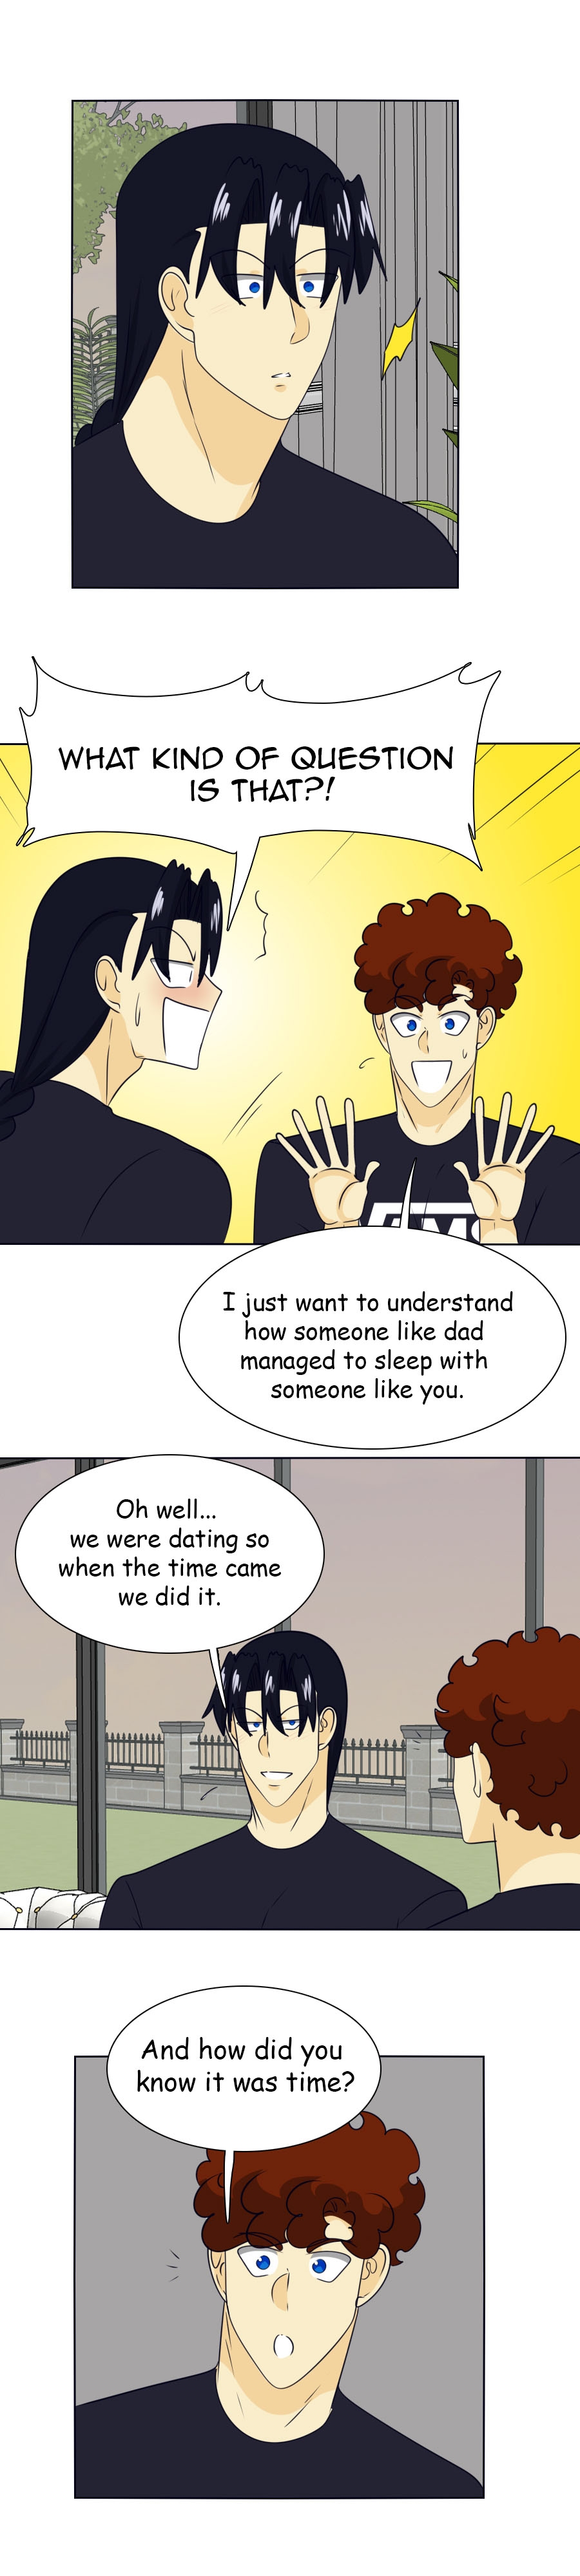 WHAT KIND OF QUESTION
IS THAT?!
I just want to understand
how someone like dad
managed to sleep with
someone like you.
Oh well...
we were dating so
when the time came
we did it.
And how did you
know it was time?